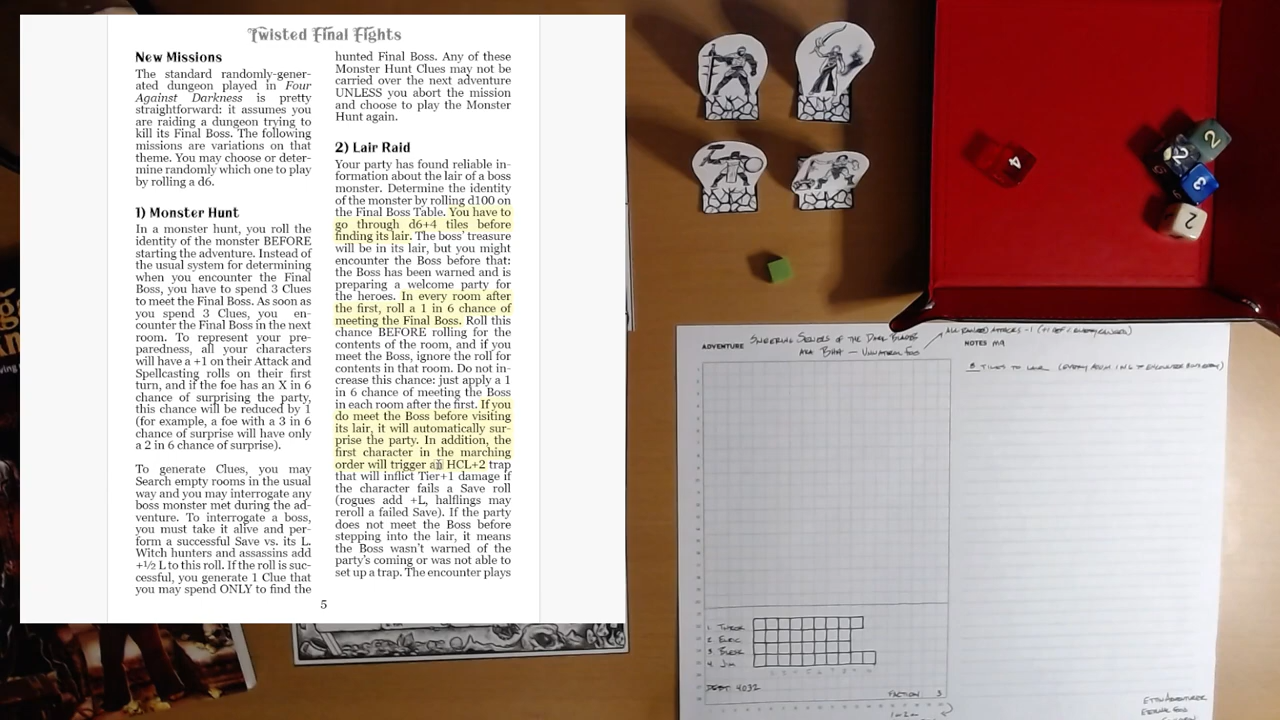 Twisted Final Fights
New Missions
The standard randomly-gener-
ated dungeon played in Four
Against Darkness is pretty
straightforward: it assumes you
are raiding a dungeon trying to
kill its Final Boss. The following
missions are variations on that
theme. You may choose or deter-
mine randomly which one to play
by rolling a d6.
1) Monster Hunt
In a monster hunt, you roll the
identity of the monster BEFORE
starting the adventure. Instead of
the usual system for determining
when you encounter the Final
Boss, you have to spend 3 Clues
to meet the Final Boss. As soon as
you spend 3 Clues, you en-
counter the Final Boss in the next
room. To represent your pre-
paredness, all your characters
will have a +1 on their Attack and
Spellcasting rolls on their first
turn, and if the foe has an X in 6
chance of surprising the party,
this chance will be reduced by 1
(for example, a foe with a 3 in 6
chance of surprise will have only
a 2 in 6 chance of surprise).
To generate Clues, you may
Search empty rooms in the usual
way and you may interrogate any
boss monster met during the ad-
venture. To interrogate a boss,
you must take it alive and per-
form a successful Save vs. its L.
Witch hunters and assassins add
+½ L to this roll. If the roll is suc-
cessful, you generate 1 Clue that
you may spend ONLY to find the
hunted Final Boss. Any of these
Monster Hunt Clues may not be
carried over the next adventure
UNLESS you abort the mission
and choose to play the Monster
Hunt again.
2) Lair Raid
Your party has found reliable in-
formation about the lair of a boss
monster. Determine the identity
of the monster by rolling d100 on
the Final Boss Table. You have to
go through d6+4 tiles before
finding its lair. The boss' treasure
will be in its lair, but you might
encounter the Boss before that:
the Boss has been warned and is
preparing a welcome party for
the heroes. In every room after
the first, roll a 1 in 6 chance of
meeting the Final Boss. Roll this
chance BEFORE rolling for the
contents of the room, and if you
meet the Boss, ignore the roll for
contents in that room. Do not in-
crease this chance: just apply a 1
in 6 chance of meeting the Boss
in each room after the first. If you
do meet the Boss before visiting
its lair, it will automatically sur-
prise the party. In addition, the
first character in the marching
order will trigger an HCL+2 trap
that will inflict Tier+1 damage if
the character fails a Save roll
(rogues add +L, halflings may
reroll a failed Save). If the party
does not meet the Boss before
stepping into the lair, it means
the Boss wasn't warned of the
party's coming or was not able to
set up a trap. The encounter plays
5
4
2
2
3
2
ADVENTURE
OF THE DARK
AKA
ATTACKS -1
NOTES
8 TILES TO LAIR
1.
2
3
4 Jim
DEBT: 4032
FACTION 3